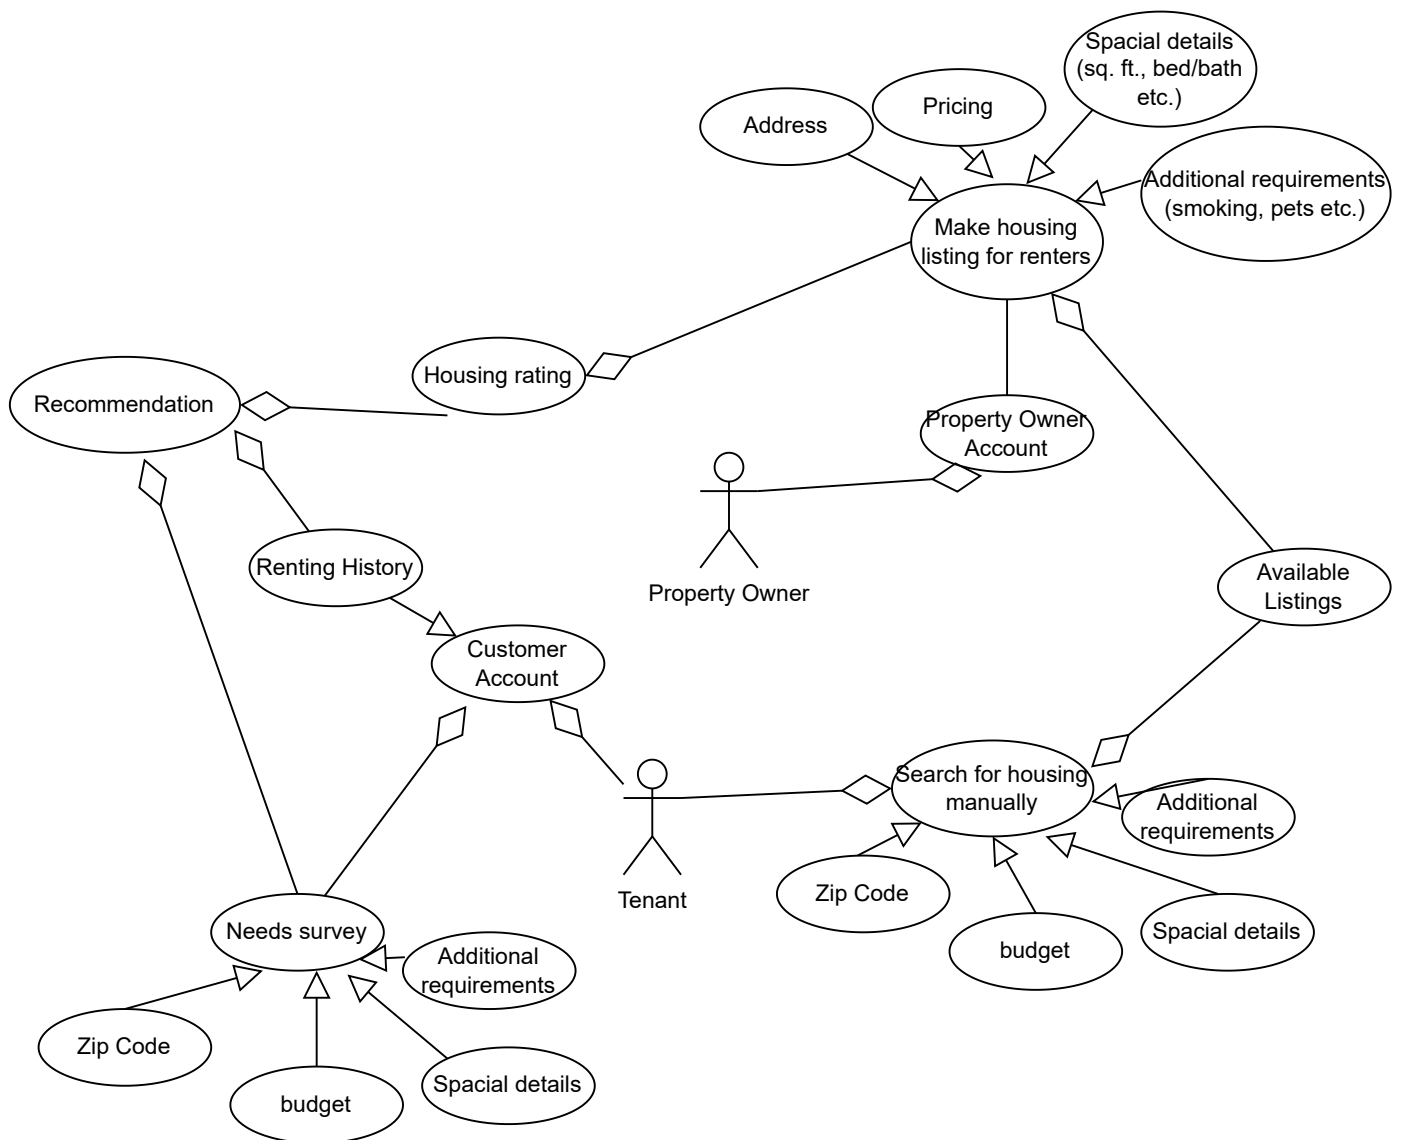 Spacial details
(sq. ft., bed/bath
etc.)
Pricing
Address
Additional requirements
(smoking, pets etc.)
Make housing
listing for renters
Housing rating
Recommendation
Property Owner
Account
Property Owner
Renting History
Available
Listings
Customer
Account
Search for housing
manually
Additional
requirements
Tenant
Zip Code
budget
Spacial details
Needs survey
Additional
requirements
Zip Code
budget
Spacial details